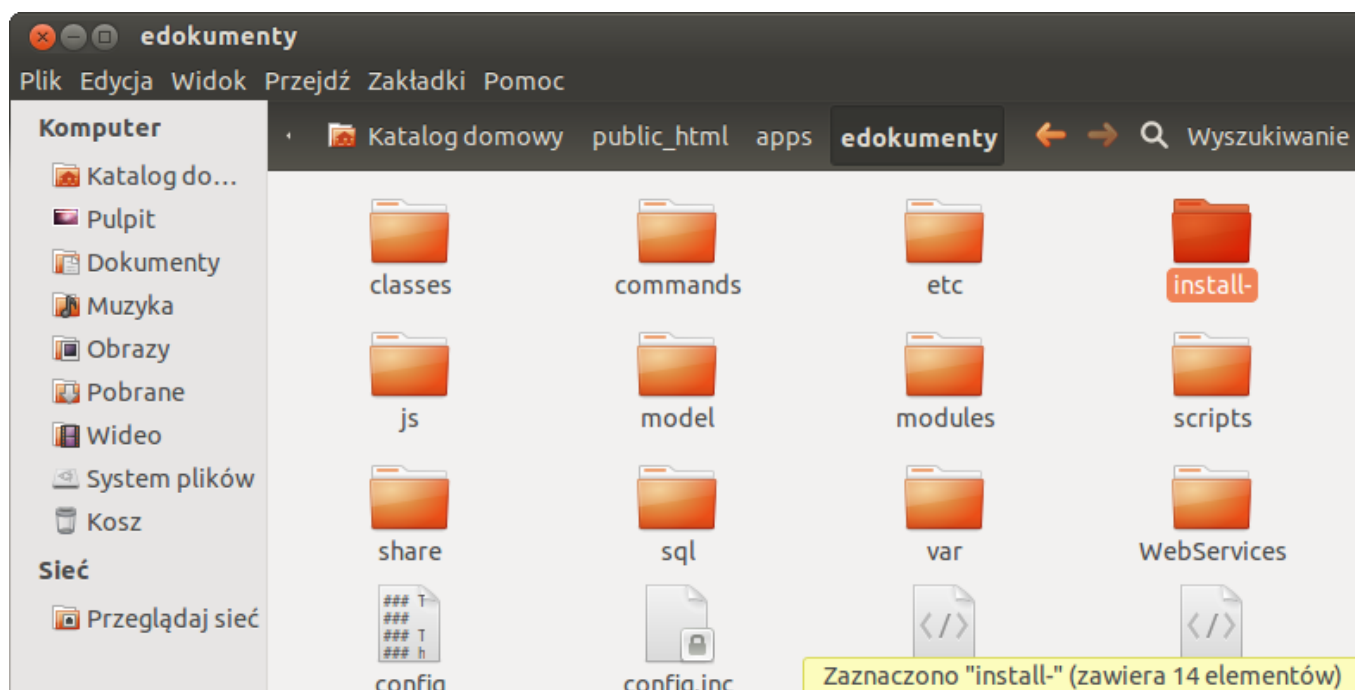 edokumenty
Plik Edycja Widok Przejdź Zakładki Pomoc
Komputer
Katalog do...
Pulpit
Dokumenty
Muzyka
Obrazy
Pobrane
Wideo
System plików
Kosz
Sieć
Przeglądaj sieć
Katalog domowy public_html apps edokumenty Wyszukiwanie
classes commands etc install-
js model modules scripts
share sql var WebServices
### T
###
### T
### h
config config.inc
Zaznaczono "install-" (zawiera 14 elementów)